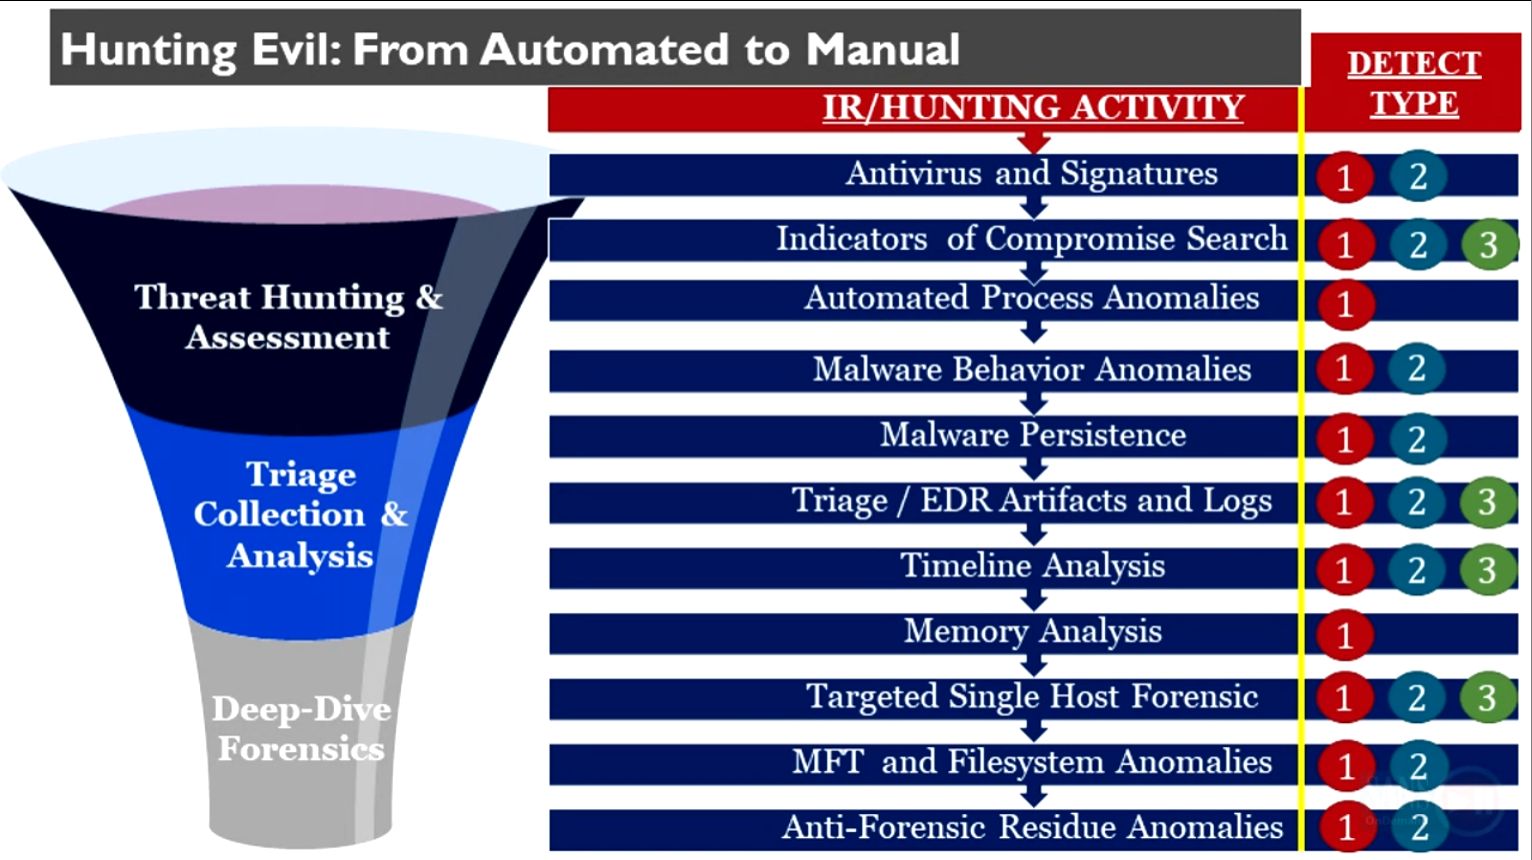 Hunting Evil: From Automated to Manual
DETECT
TYPE
IR/HUNTING ACTIVITY
Antivirus and Signatures 1 2
Indicators of Compromise Search 1 2 3
Automated Process Anomalies 1
Malware Behavior Anomalies 1 2
Malware Persistence 1 2
Triage / EDR Artifacts and Logs 1 2 3
Timeline Analysis 1 2 3
Memory Analysis 1
Targeted Single Host Forensic 1 2 3
MFT and Filesystem Anomalies 1 2
Anti-Forensic Residue Anomalies 1 2
Threat Hunting &
Assessment
Triage
Collection &
Analysis
Deep-Dive
Forensics